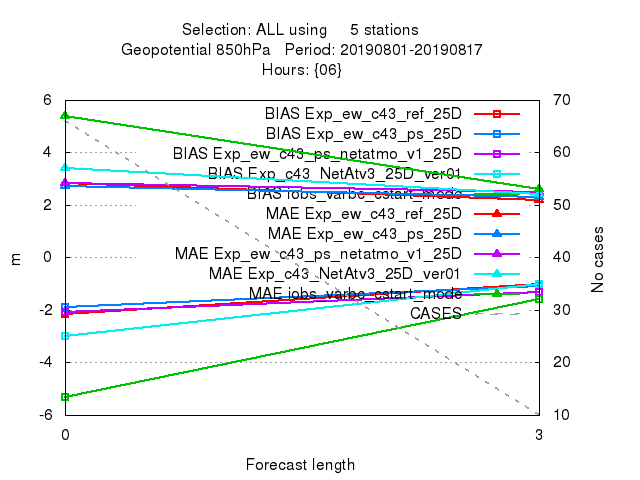 Selection: ALL using     5 stations
Geopotential 850hPa   Period: 20190801-20190817
Hours: {06}
6
4
2
0
-2
-4
-6
m
70
60
50
40
30
20
10
No cases
BIAS Exp_ew_c43_ref_25D
BIAS Exp_ew_c43_ps_25D
BIAS Exp_ew_c43_ps_netatmo_v1_25D
BIAS Exp_c43_NetAtv3_25D_ver01
BIAS iobs_varbc_cstart_mode
MAE Exp_ew_c43_ref_25D
MAE Exp_ew_c43_ps_25D
MAE Exp_ew_c43_ps_netatmo_v1_25D
MAE Exp_c43_NetAtv3_25D_ver01
MAE iobs_varbc_cstart_mode
CASES
0
3
Forecast length